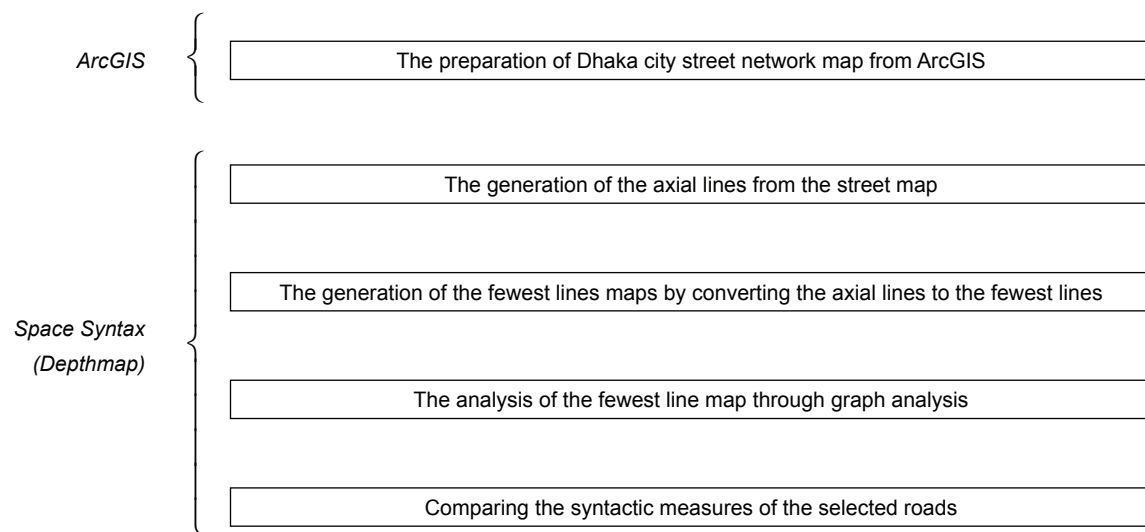 ArcGIS
The preparation of Dhaka city street network map from ArcGIS
The generation of the axial lines from the street map
The generation of the fewest lines maps by converting the axial lines to the fewest lines
Space Syntax
(Depthmap)
The analysis of the fewest line map through graph analysis
Comparing the syntactic measures of the selected roads